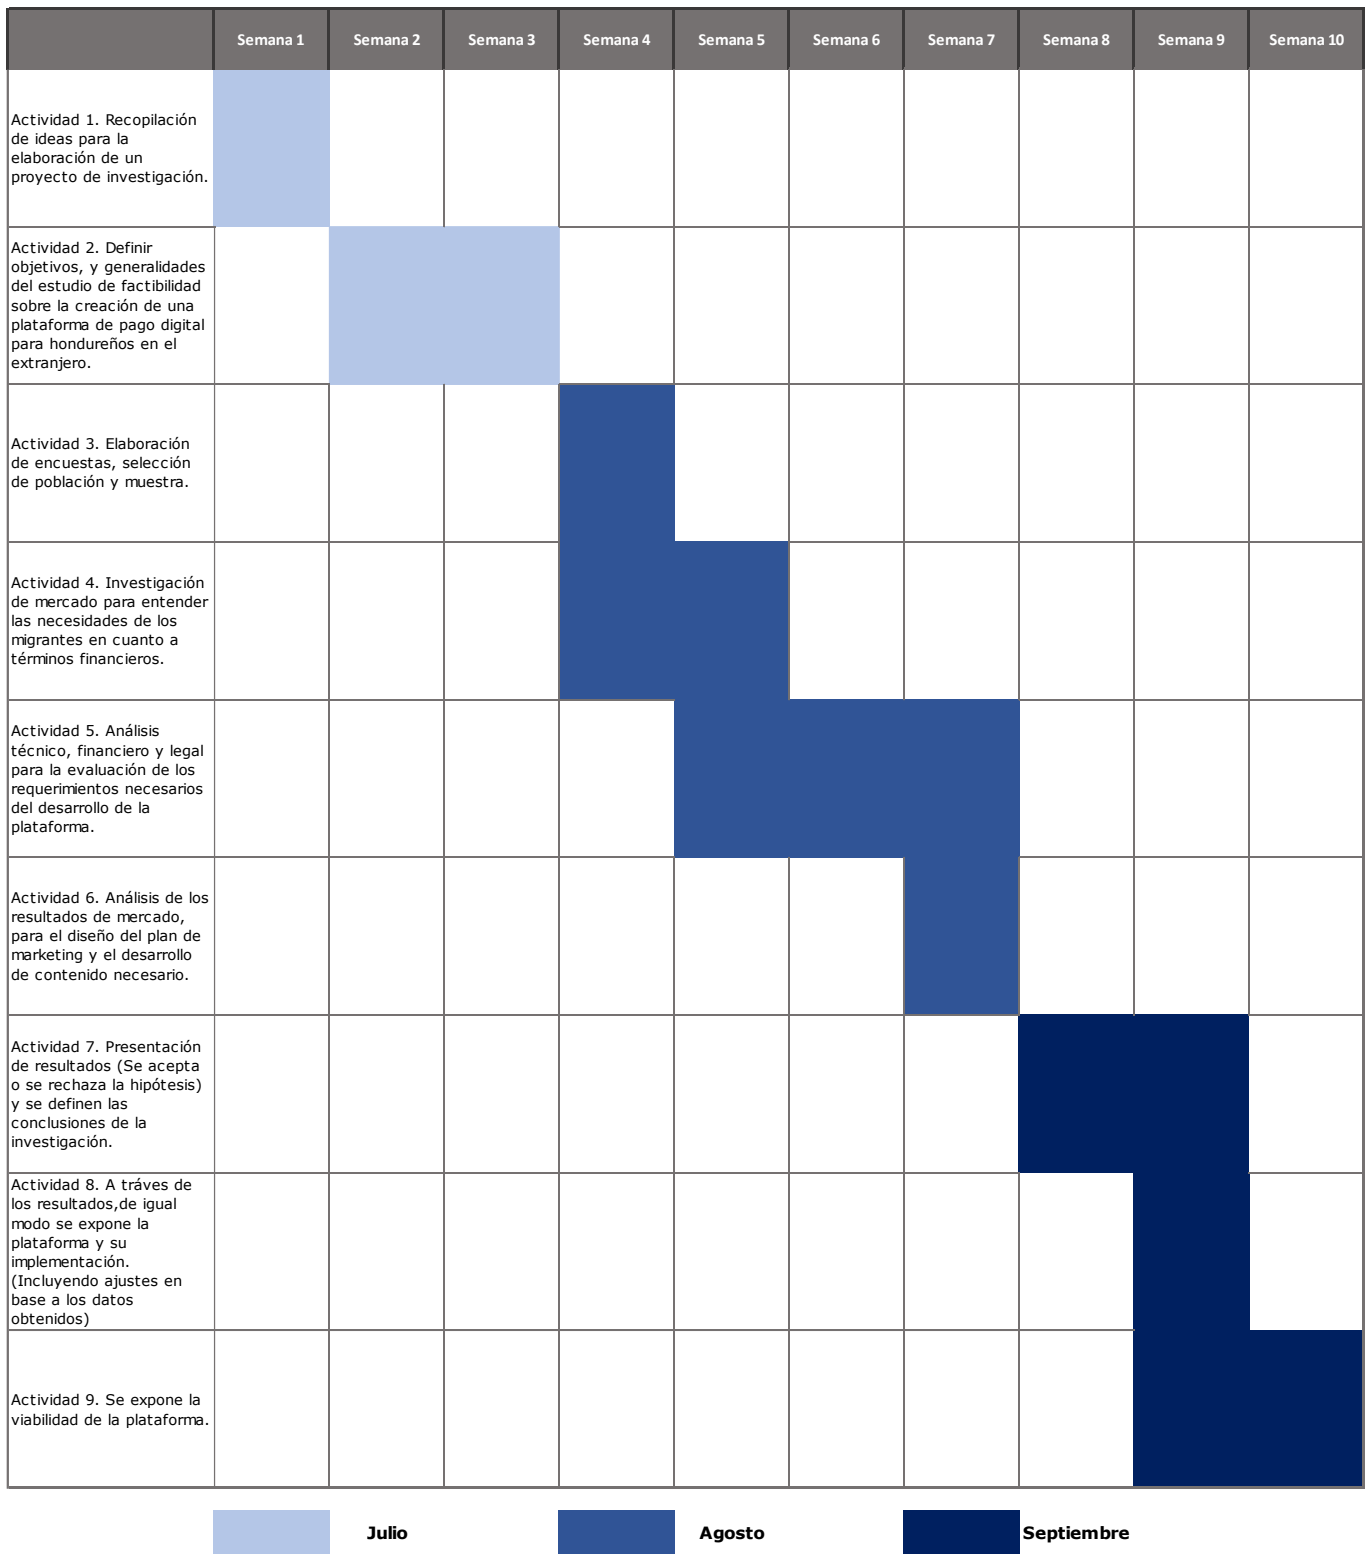 Semana 1 Semana 2 Semana 3 Semana 4 Semana 5 Semana 6 Semana 7 Semana 8 Semana 9 Semana 10
Actividad 1. Recopilación
de ideas para la
elaboración de un
proyecto de investigación.
Actividad 2. Definir
objetivos, y generalidades
del estudio de factibilidad
sobre la creación de una
plataforma de pago digital
para hondureños en el
extranjero.
Actividad 3. Elaboración
de encuestas, selección
de población y muestra.
Actividad 4. Investigación
de mercado para entender
las necesidades de los
migrantes en cuanto a
términos financieros.
Actividad 5. Análisis
técnico, financiero y legal
para la evaluación de los
requerimientos necesarios
del desarrollo de la
plataforma.
Actividad 6. Análisis de los
resultados de mercado,
para el diseño del plan de
marketing y el desarrollo
de contenido necesario.
Actividad 7. Presentación
de resultados (Se acepta
o se rechaza la hipótesis)
y se definen las
conclusiones de la
investigación.
Actividad 8. A tráves de
los resultados,de igual
modo se expone la
plataforma y su
implementación.
(Incluyendo ajustes en
base a los datos
obtenidos)
Actividad 9. Se expone la
viabilidad de la plataforma.
Julio Agosto Septiembre